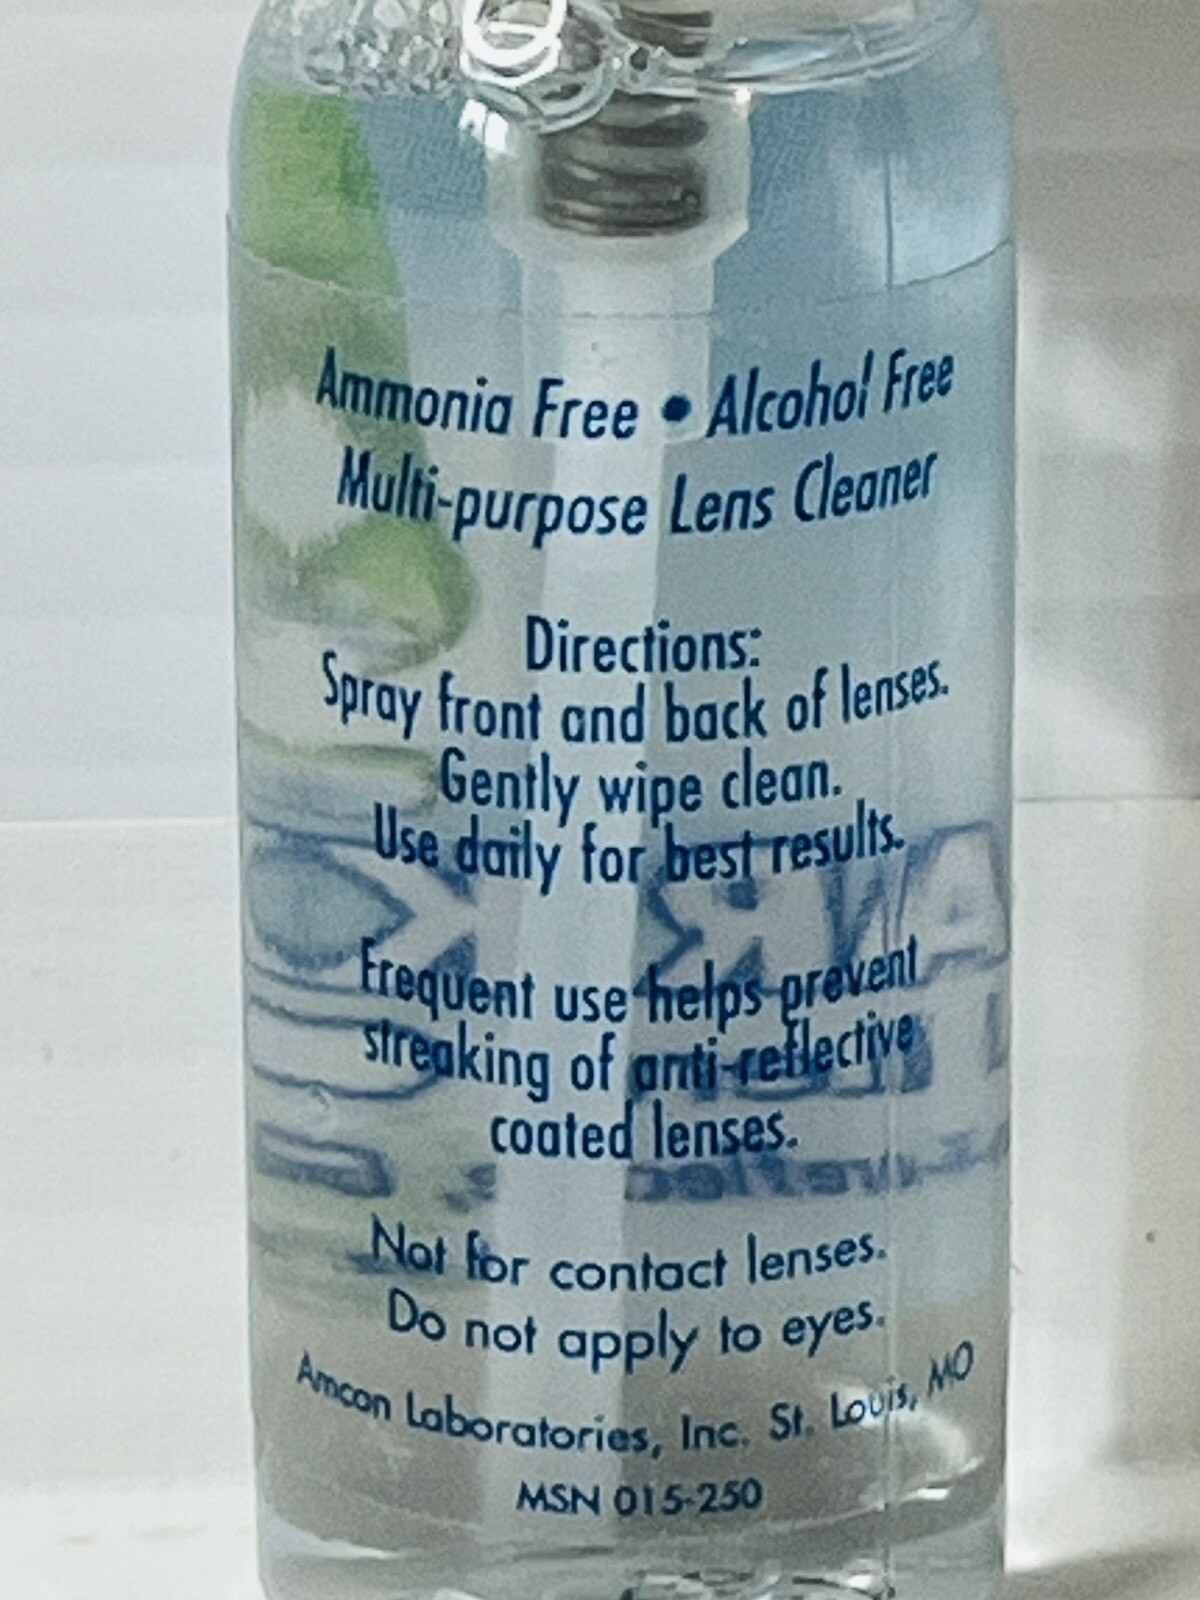 Ammonia Free • Alcohol Free
Multi-purpose Lens Cleaner
Directions:
Spray front and back of lenses.
Gently wipe clean.
Use daily for best results.
Frequent use helps prevent
streaking of anti-reflective
coated lenses.
Not for contact lenses.
Do not apply to eyes.
Amcon Laboratories, Inc. St. Louis, MO
MSN 015-250